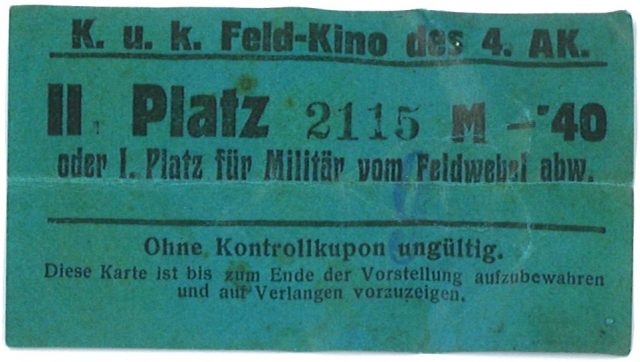 K. u. k. Feld-Kino des 4. AK.
II. Platz 2115 M –·40
oder I. Platz für Militär vom Feldwebel abw.
Ohne Kontrollkupon ungültig.
Diese Karte ist bis zum Ende der Vorstellung aufzubewahren
und auf Verlangen vorzuzeigen.